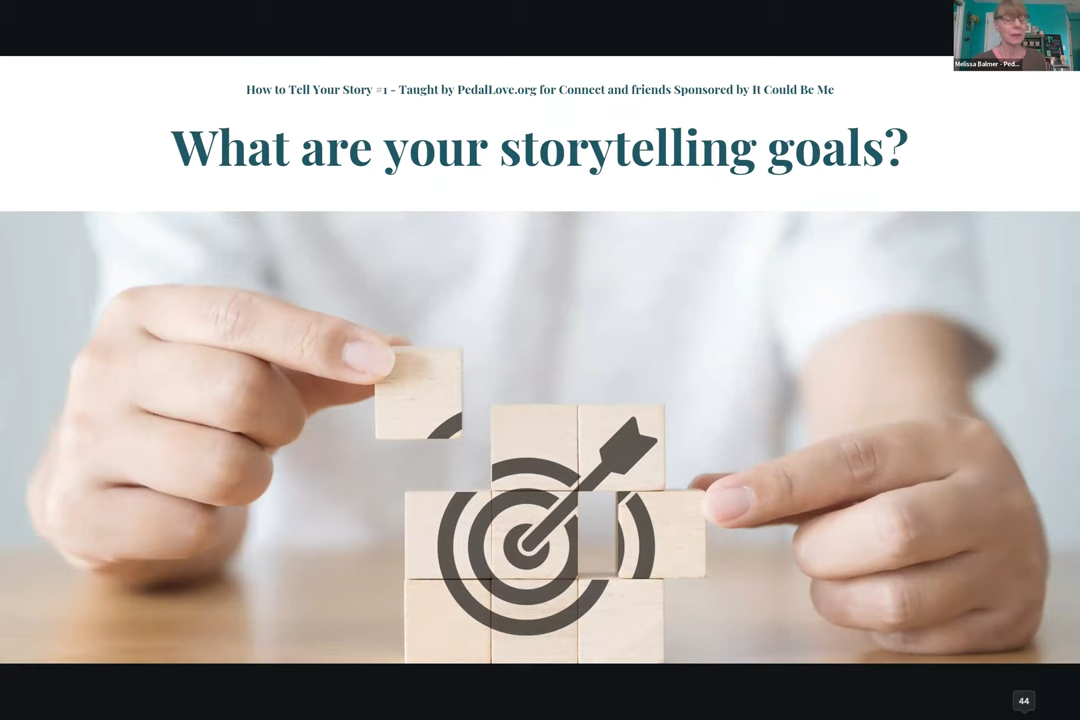 Melissa Balmer - Ped...
How to Tell Your Story #1 - Taught by PedalLove.org for Connect and friends Sponsored by It Could Be Me
What are your storytelling goals?
44